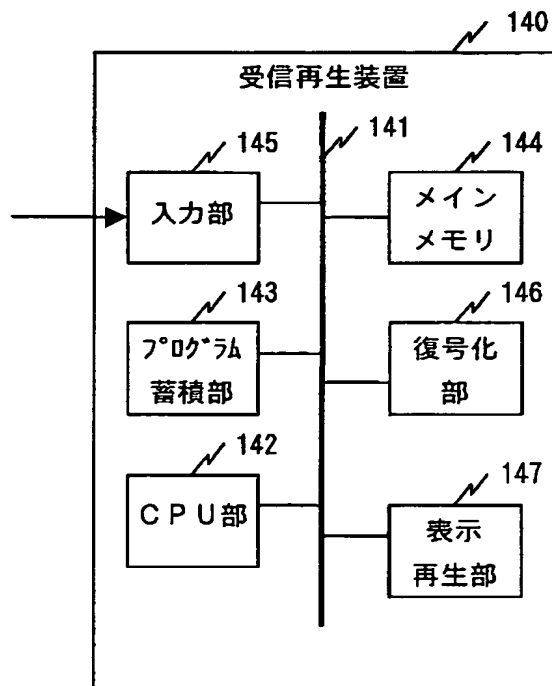 140
受信再生装置
141
145
入力部
144
メイン
メモリ
143
ﾌﾟﾛｸﾞﾗﾑ
蓄積部
146
復号化
部
142
ＣＰＵ部
147
表示
再生部